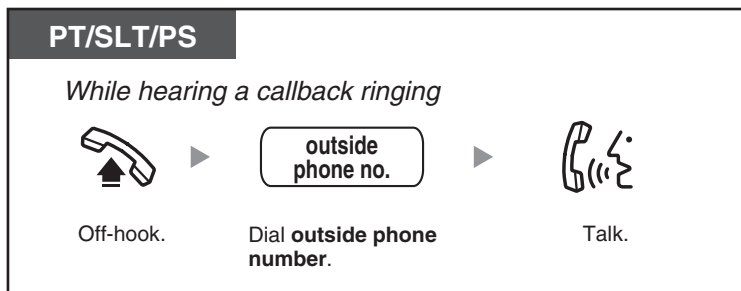 PT/SLT/PS
While hearing a callback ringing
outside
phone no.
Off-hook.
Dial outside phone
number.
Talk.